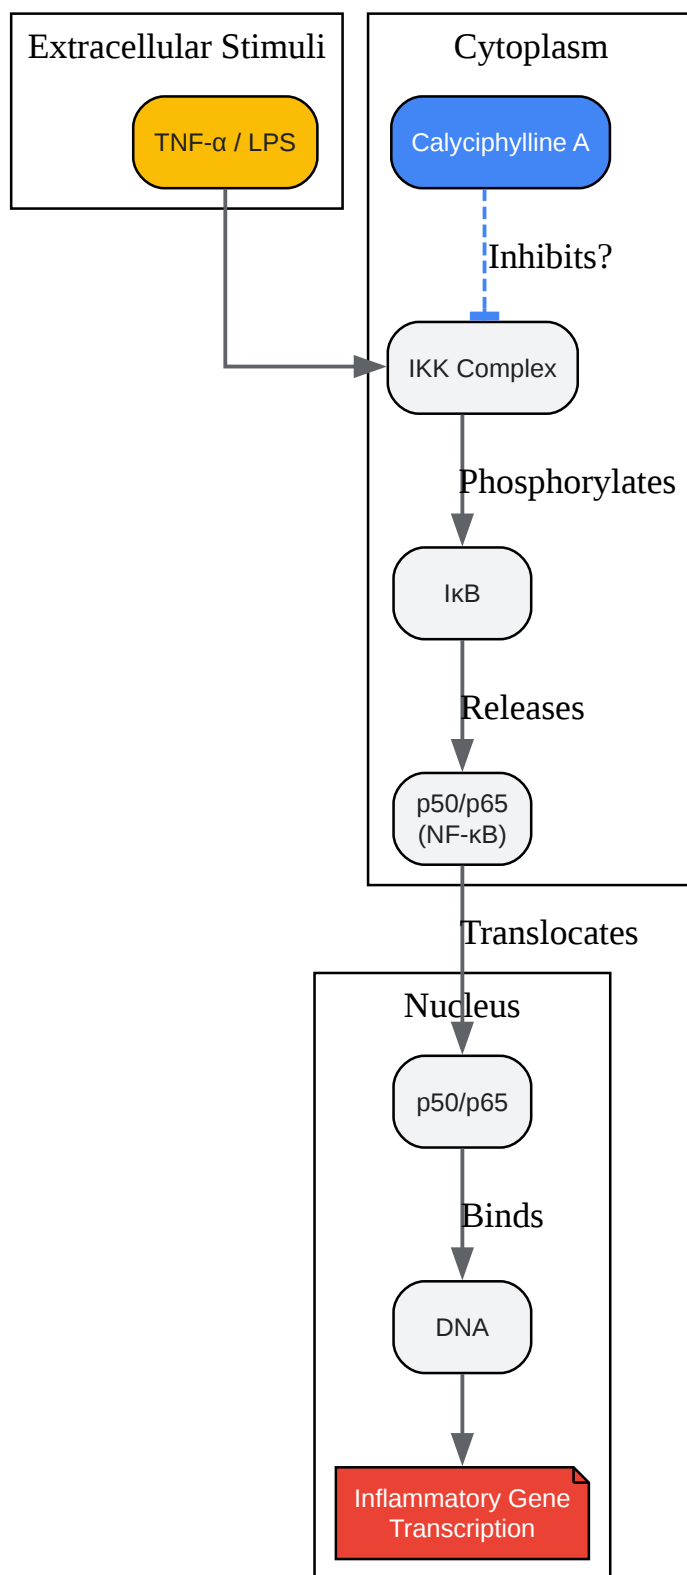 Extracellular Stimuli
TNF-α / LPS
Cytoplasm
Calyciphylline A
Inhibits?
IKK Complex
Phosphorylates
IκB
Releases
p50/p65
(NF-κB)
Translocates
Nucleus
p50/p65
Binds
DNA
Inflammatory Gene
Transcription